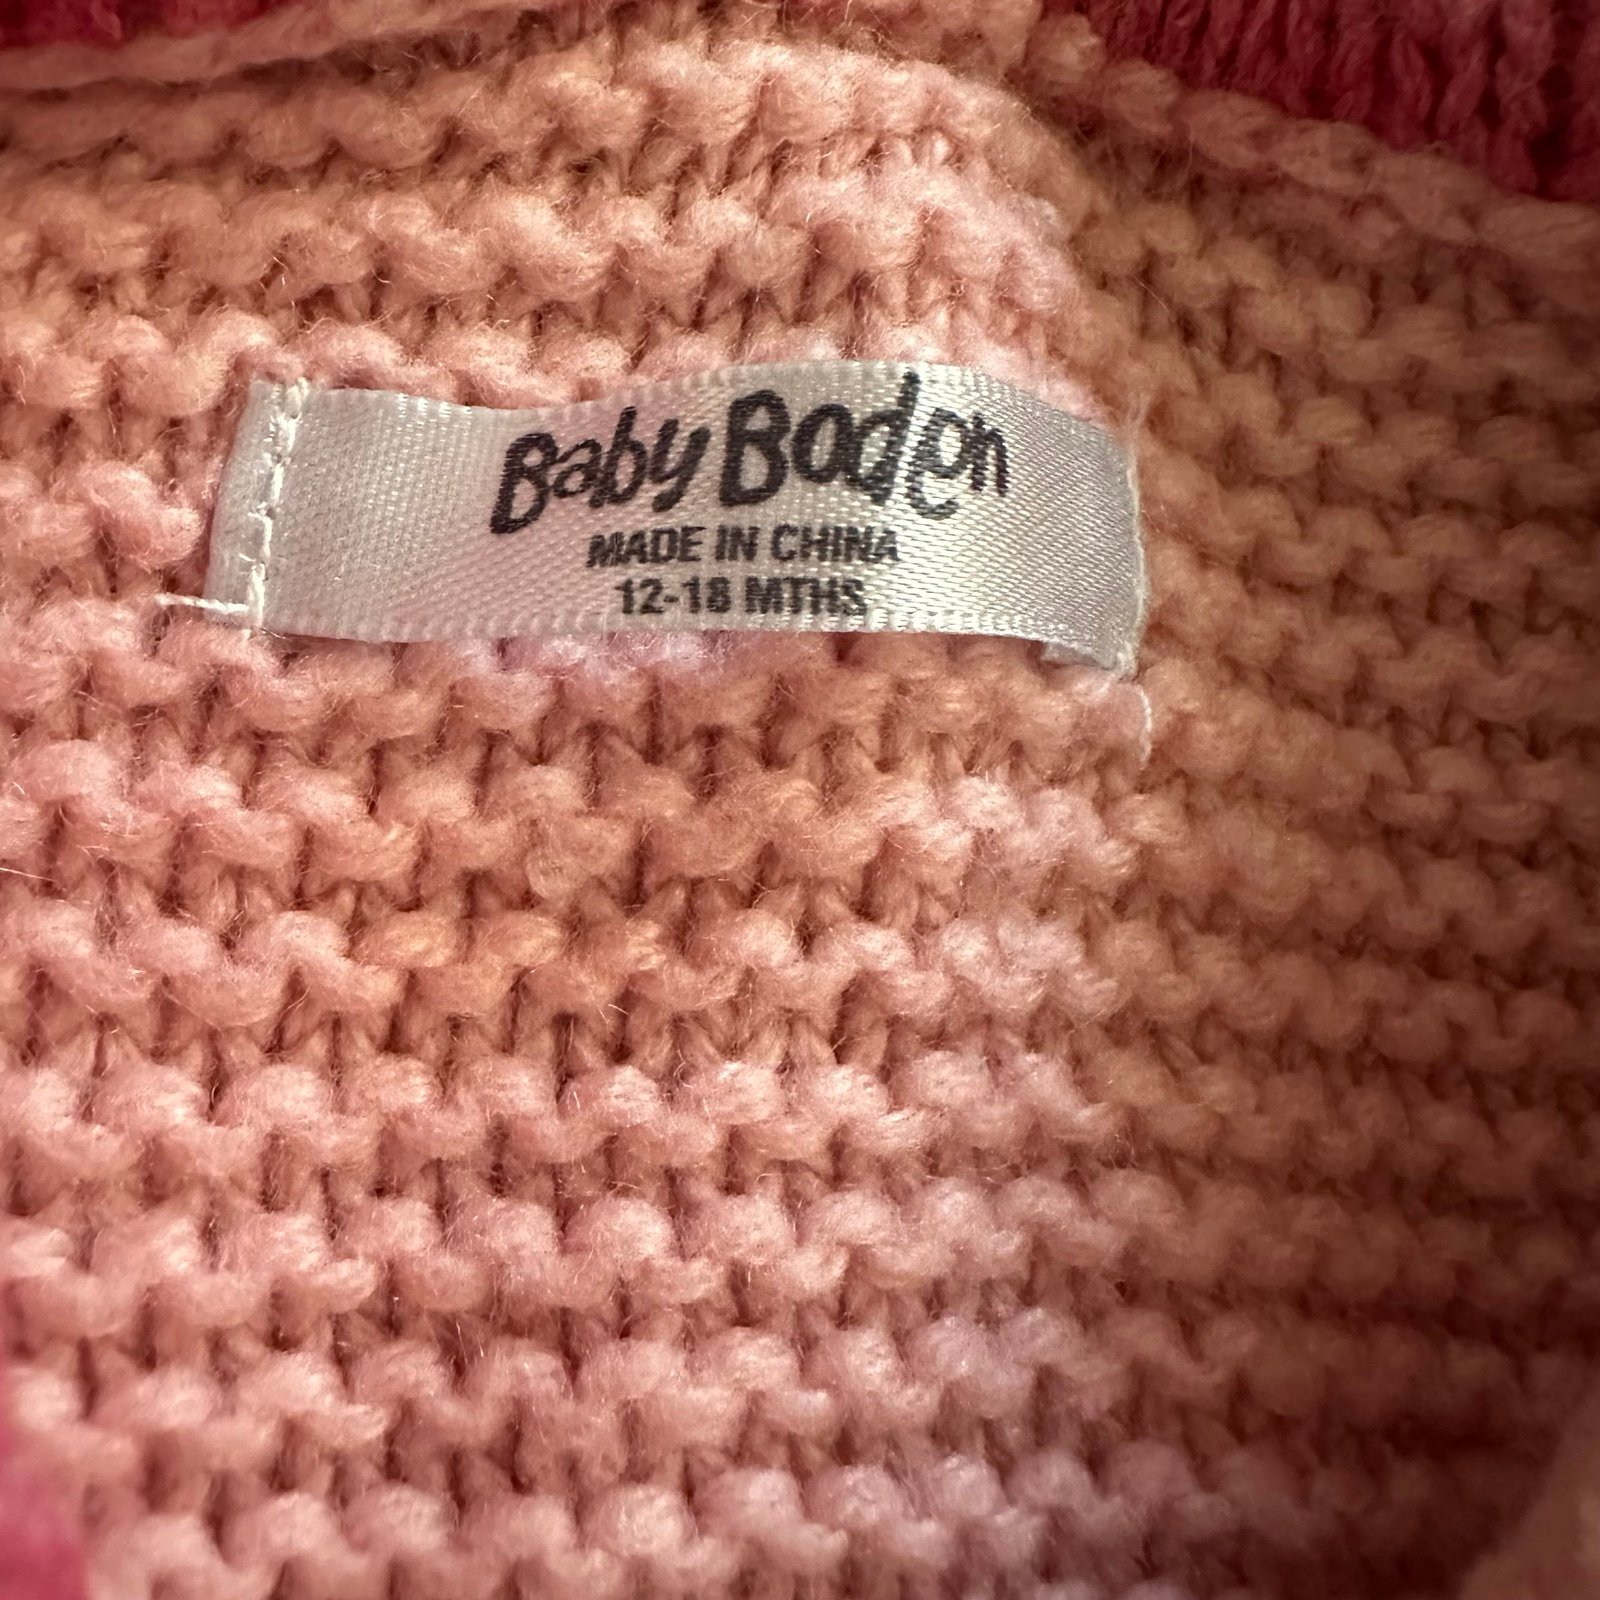 Baby Boden
MADE IN CHINA
12-18 MTHS